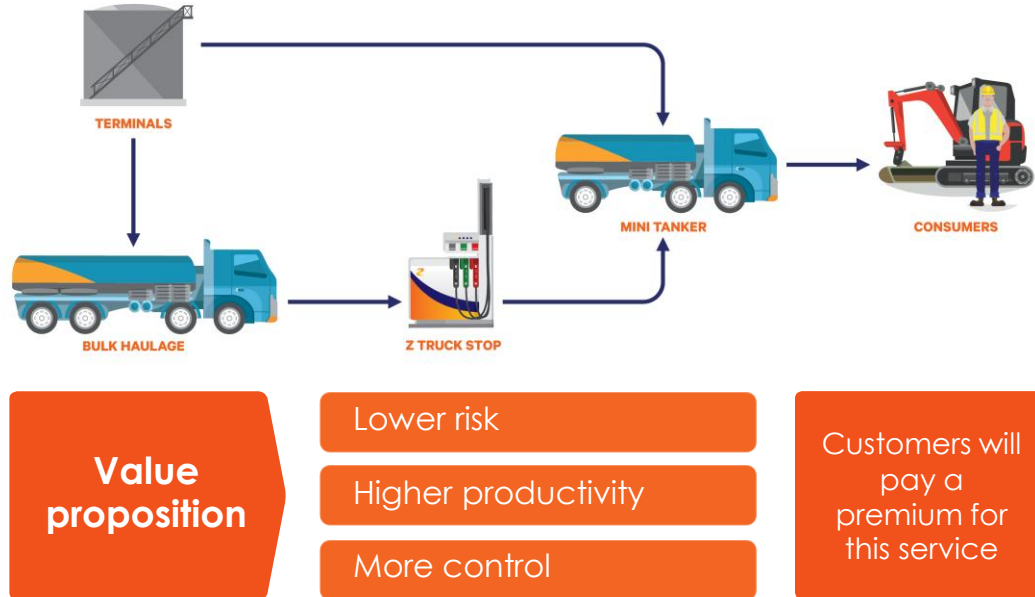 TERMINALS
MINI TANKER
CONSUMERS
BULK HAULAGE
Z
Z TRUCK STOP
Value
proposition
Lower risk
Higher productivity
More control
Customers will
pay a
premium for
this service